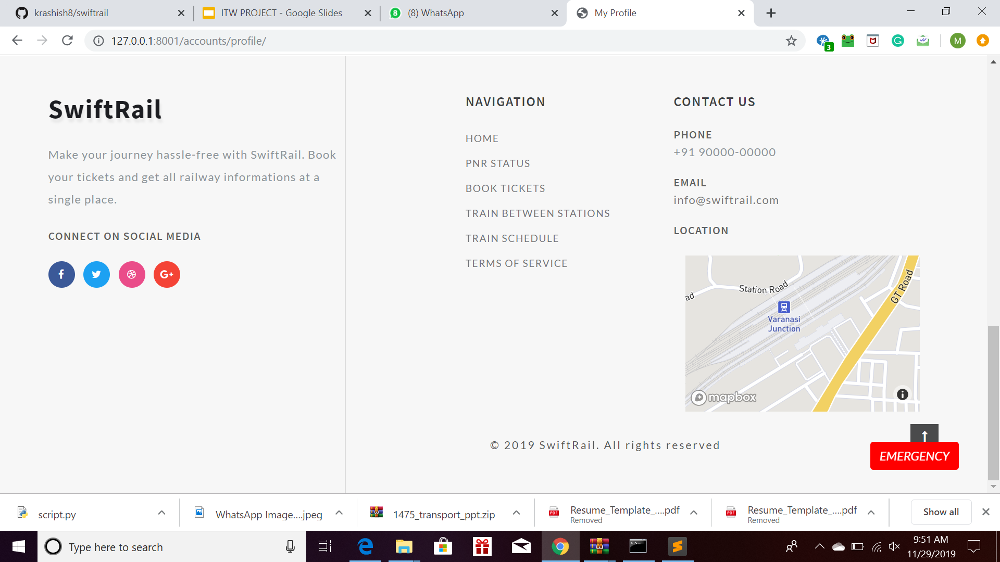 krashish8/swiftrail
ITW PROJECT - Google Slides
8
(8) WhatsApp
My Profile
127.0.0.1:8001/accounts/profile/
3
M
SwiftRail
Make your journey hassle-free with SwiftRail. Book
your tickets and get all railway informations at a
single place.
CONNECT ON SOCIAL MEDIA
f
G+
NAVIGATION
HOME
PNR STATUS
BOOK TICKETS
TRAIN BETWEEN STATIONS
TRAIN SCHEDULE
TERMS OF SERVICE
CONTACT US
PHONE
+91 90000-00000
EMAIL
info@swiftrail.com
LOCATION
Station Road
GT Road
ad
Varanasi
Junction
mapbox
© 2019 SwiftRail. All rights reserved
EMERGENCY
script.py
WhatsApp Image....jpeg
1475_transport_ppt.zip
PDF
Resume_Template_....pdf
Removed
PDF
Resume_Template_....pdf
Removed
Show all
Type here to search
9:51 AM
11/29/2019